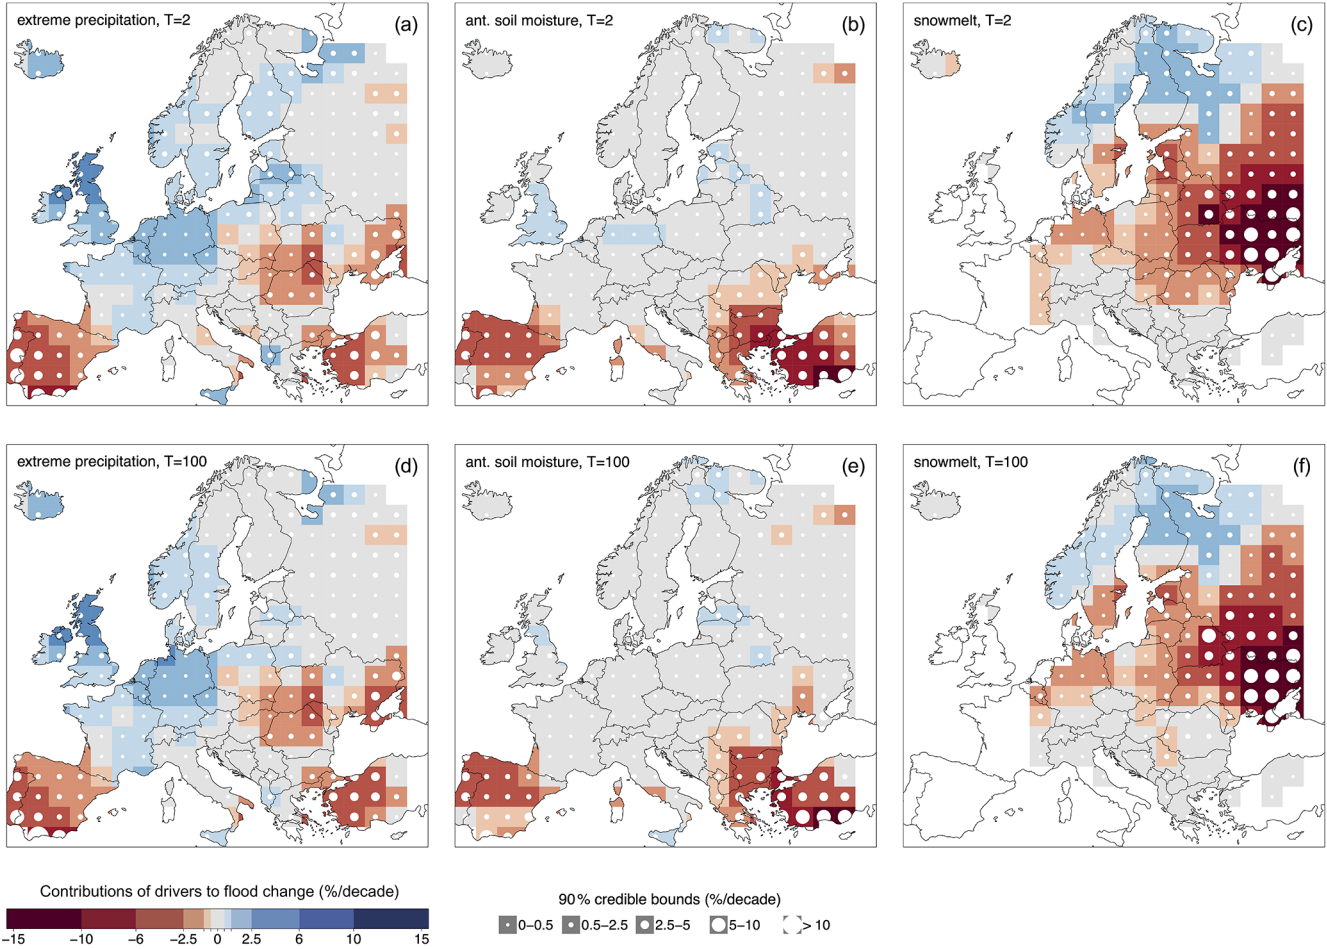 extreme precipitation, T=2
(a)
ant. soil moisture, T=2
(b)
snowmelt, T=2
(c)
extreme precipitation, T=100
(d)
ant. soil moisture, T=100
(e)
snowmelt, T=100
(f)
Contributions of drivers to flood change (%/decade)
−15 −10 −6 −2.5 0 2.5 6 10 15
90% credible bounds (%/decade)
0−0.5 0.5−2.5 2.5−5 5−10 > 10